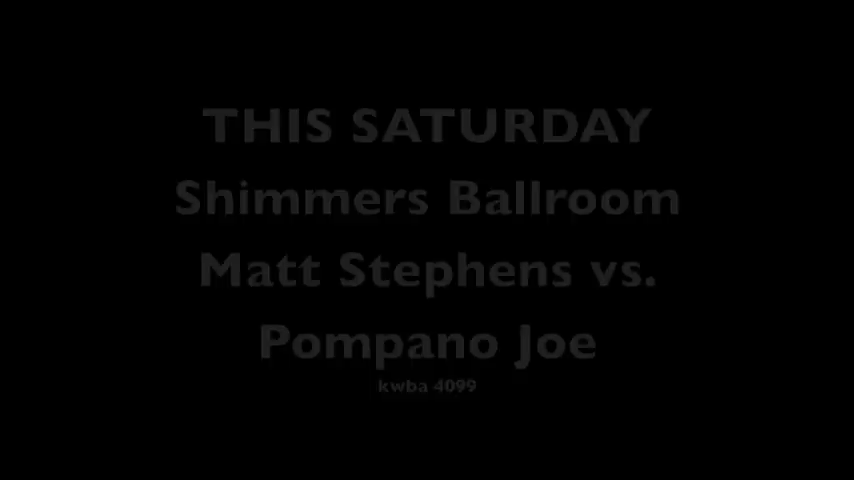 THIS SATURDAY
Shimmers Ballroom
Matt Stephens vs.
Pompano Joe
kwba 4099